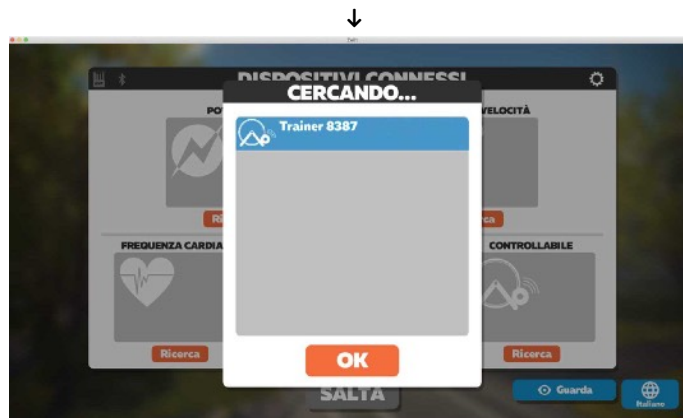 ↓
DISPOSITIVI CONNESSI
CERCANDO...
Trainer 8387
VELOCITÀ
FREQUENZA CARDIA
CONTROLLABILE
Ricerca
OK
Ricerca
SALTA
Guarda
Italiano